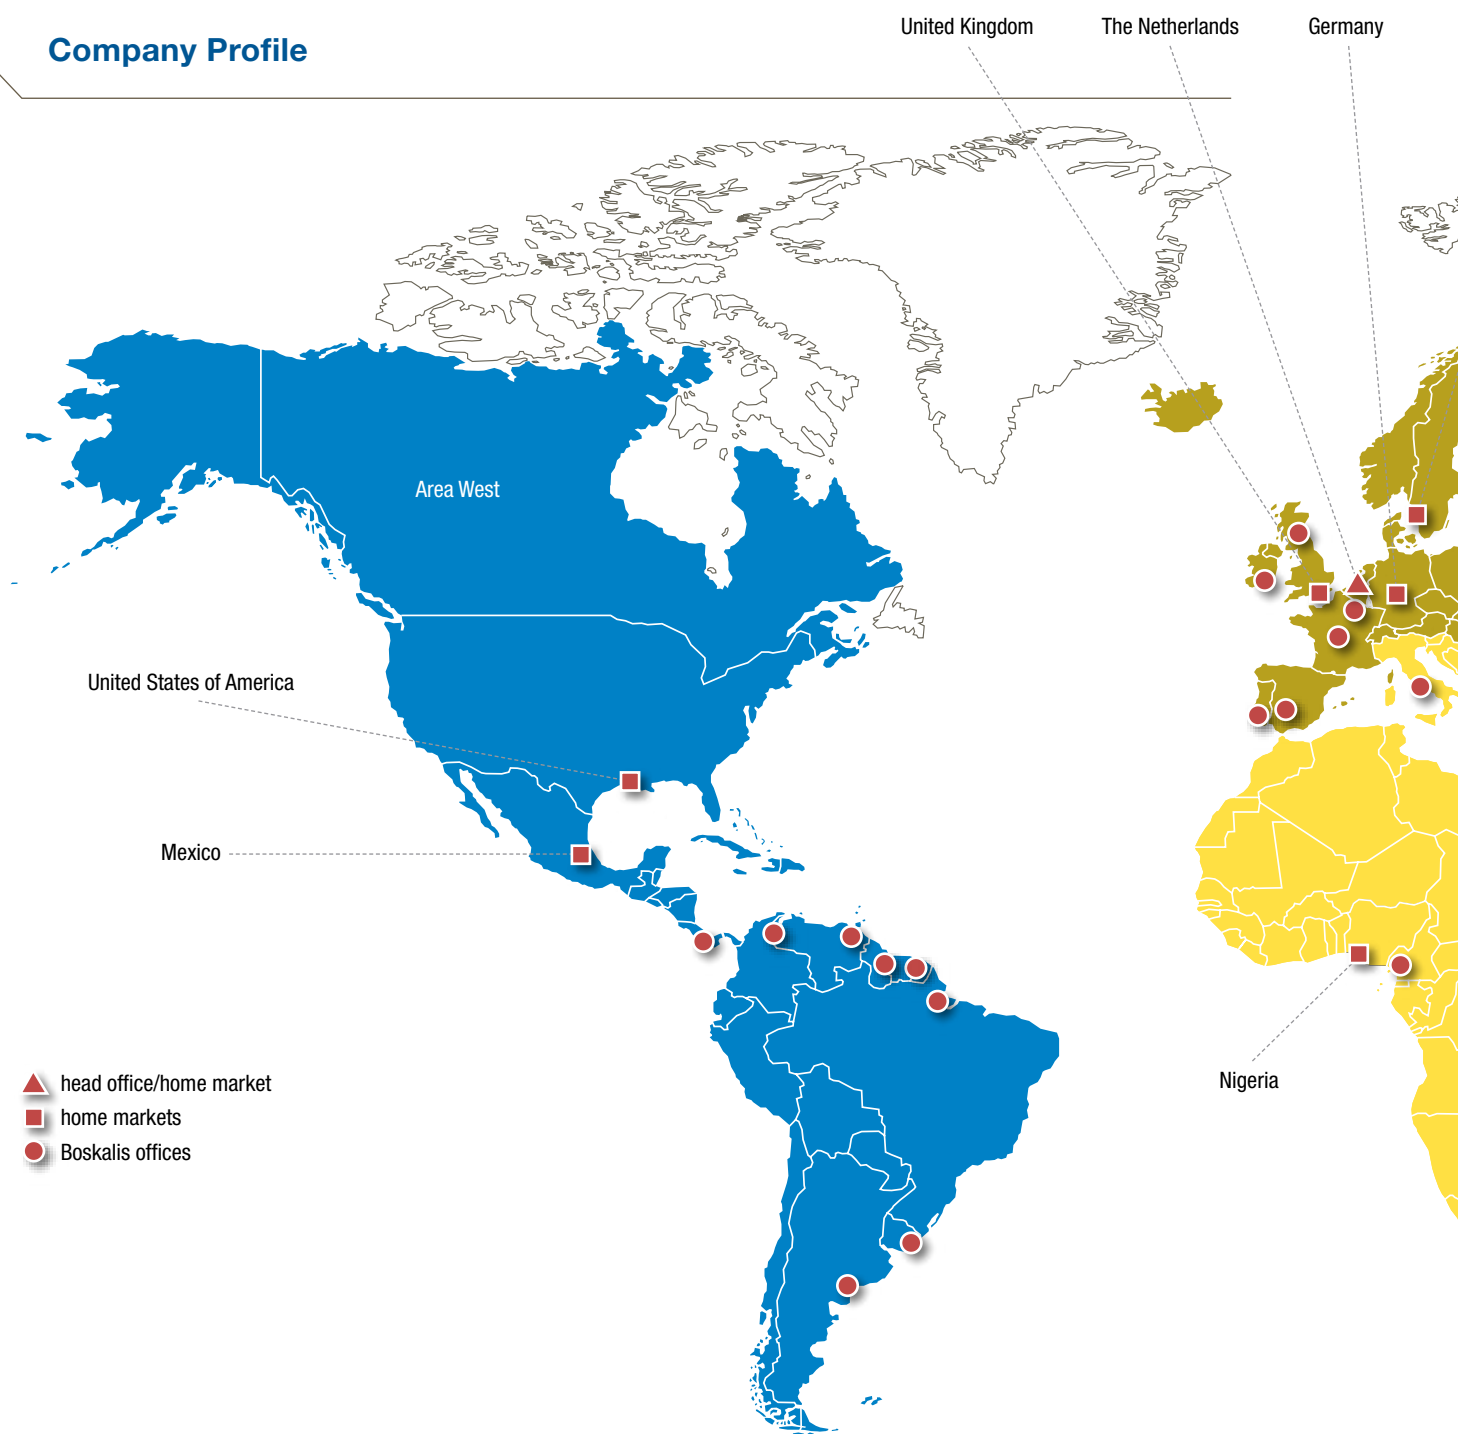 Company Profile
United Kingdom
The Netherlands
Germany
Area West
United States of America
Mexico
Nigeria
head office/home market
home markets
Boskalis offices